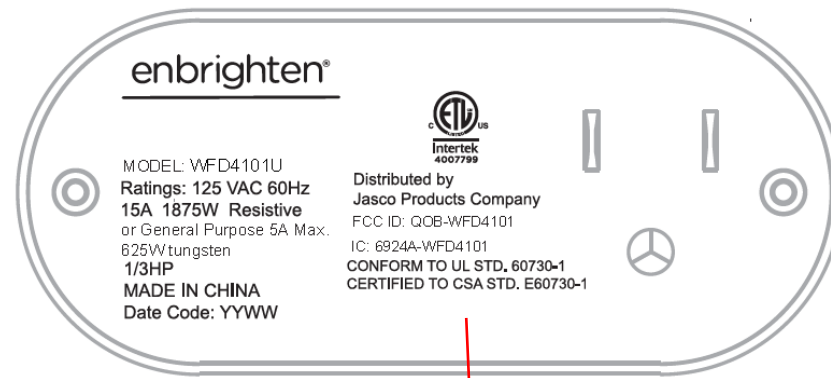 enbrighten®
MODEL: WFD4101U
Ratings: 125 VAC 60Hz
15A 1875W Resistive
or General Purpose 5A Max.
625W tungsten
1/3HP
MADE IN CHINA
Date Code: YYWW
C ETL US
Intertek
4007799
Distributed by
Jasco Products Company
FCC ID: QOB-WFD4101
IC: 6924A-WFD4101
CONFORM TO UL STD. 60730-1
CERTIFIED TO CSA STD. E60730-1